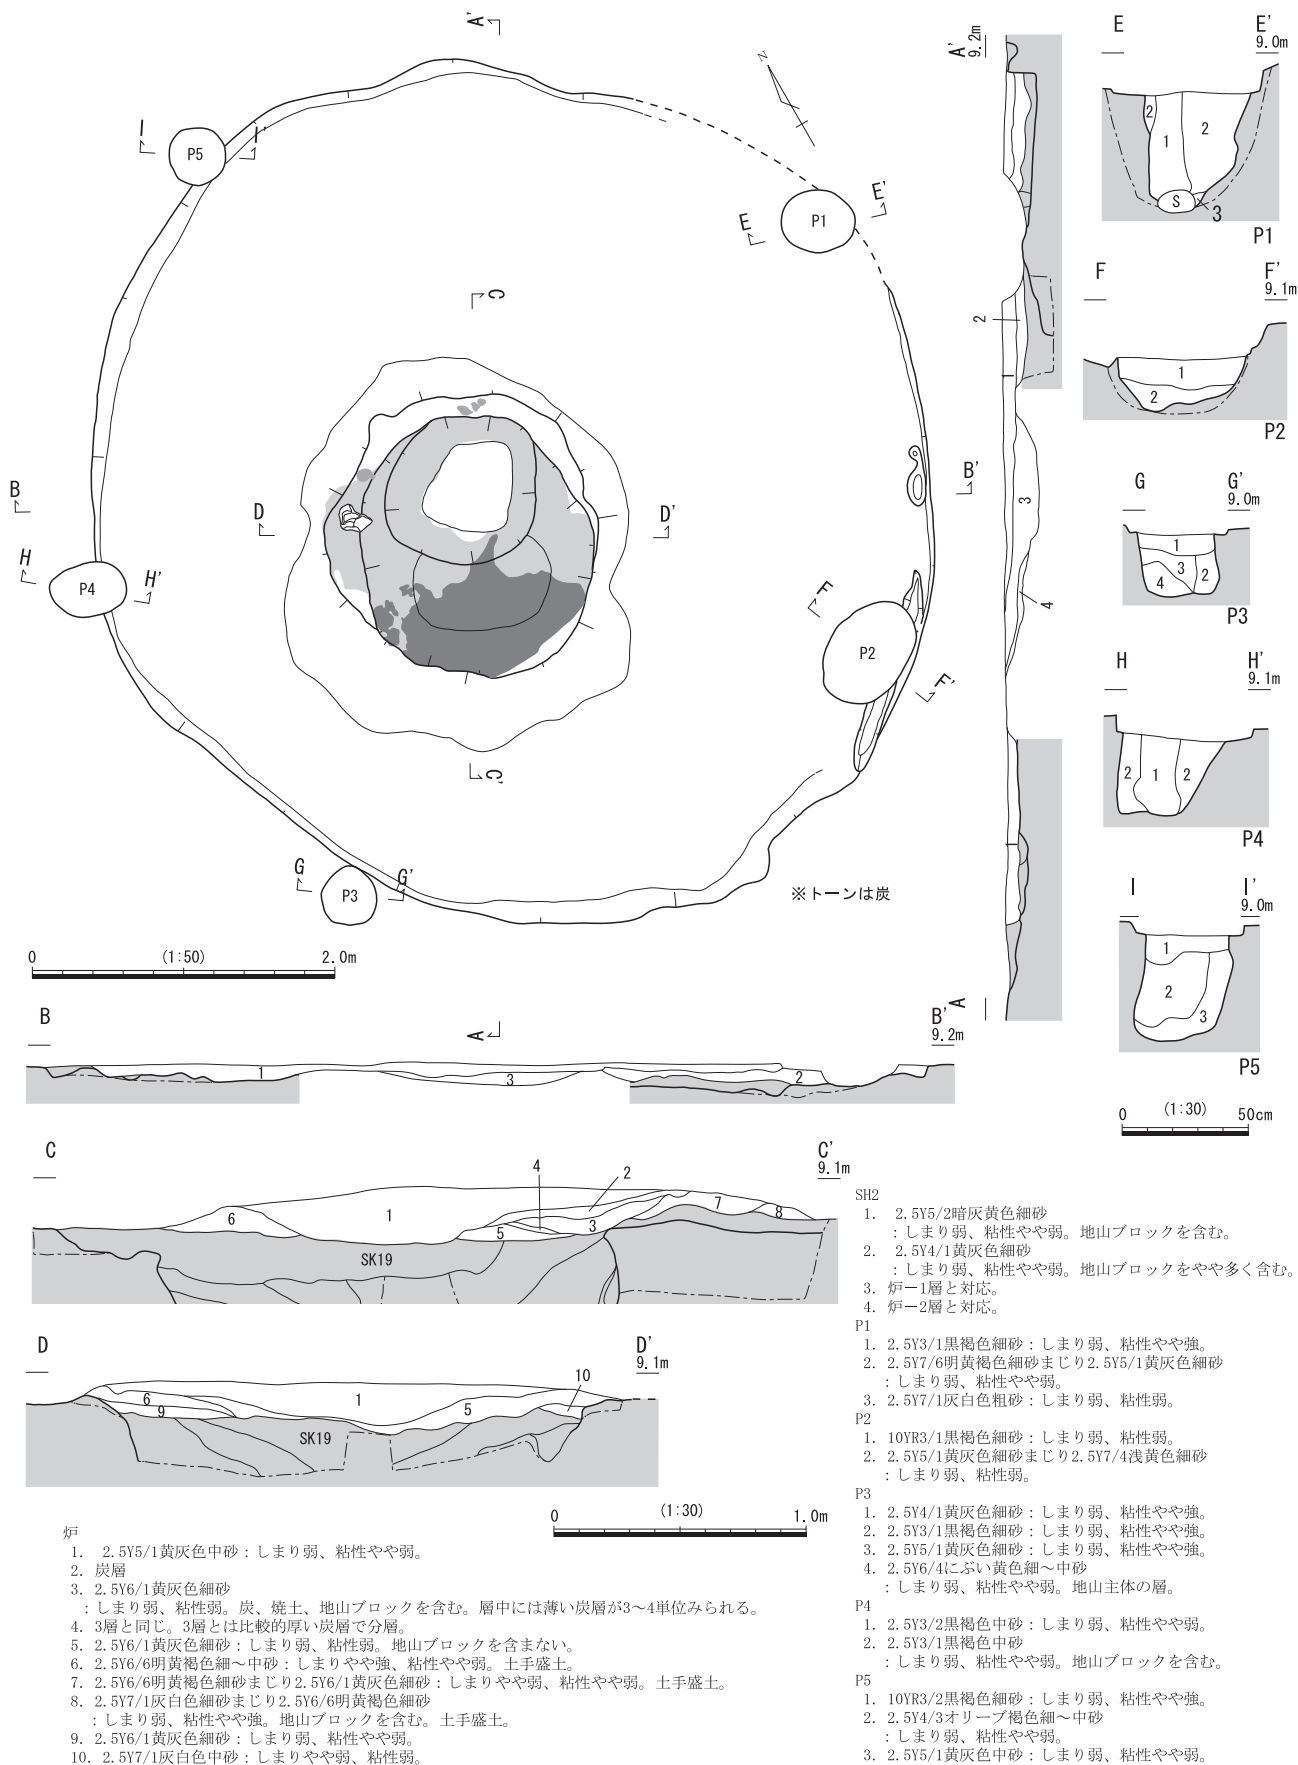 A'
N
I
I'
P5
E
E'
P1
C
B
B'
D
D'
H
H'
P4
F
F'
P2
C'
G
G'
P3
※トーンは炭
0
(1:50)
2.0m
A
A'
9.2m
2
3
4
A
E
E'
9.0m
2
1
2
S
3
P1
F
F'
9.1m
1
2
P2
G
G'
9.0m
1
3
4
2
P3
H
H'
9.1m
2
1
2
P4
I
I'
9.0m
1
2
3
P5
0
(1:30)
50cm
B
B'
9.2m
1
3
2
C
C'
9.1m
4
2
6
1
5
3
7
8
SK19
D
D'
9.1m
10
6
9
1
5
SK19
0
(1:30)
1.0m
炉
1. 2.5Y5/1黄灰色中砂:しまり弱、粘性やや弱。
2. 炭層
3. 2.5Y6/1黄灰色細砂
:しまり弱、粘性弱。炭、焼土、地山ブロックを含む。層中には薄い炭層が3～4単位みられる。
4. 3層と同じ。3層とは比較的厚い炭層で分層。
5. 2.5Y6/1黄灰色細砂:しまり弱、粘性弱。地山ブロックを含まない。
6. 2.5Y6/6明黄褐色細～中砂:しまりやや強、粘性やや弱。土手盛土。
7. 2.5Y6/6明黄褐色細砂まじり2.5Y6/1黄灰色細砂:しまりやや弱、粘性やや弱。土手盛土。
8. 2.5Y7/1灰白色細砂まじり2.5Y6/6明黄褐色細砂
:しまり弱、粘性やや強。地山ブロックを含む。土手盛土。
9. 2.5Y6/1黄灰色細砂:しまり弱、粘性やや弱。
10. 2.5Y7/1灰白色中砂:しまりやや弱、粘性弱。
SH2
1. 2.5Y5/2暗灰黄色細砂
:しまり弱、粘性やや弱。地山ブロックを含む。
2. 2.5Y4/1黄灰色細砂
:しまり弱、粘性やや弱。地山ブロックをやや多く含む。
3. 炉－1層と対応。
4. 炉－2層と対応。
P1
1. 2.5Y3/1黒褐色細砂:しまり弱、粘性やや強。
2. 2.5Y7/6明黄褐色細砂まじり2.5Y5/1黄灰色細砂
:しまり弱、粘性やや弱。
3. 2.5Y7/1灰白色粗砂:しまり弱、粘性弱。
P2
1. 10YR3/1黒褐色細砂:しまり弱、粘性弱。
2. 2.5Y5/1黄灰色細砂まじり2.5Y7/4浅黄色細砂
:しまり弱、粘性弱。
P3
1. 2.5Y4/1黄灰色細砂:しまり弱、粘性やや強。
2. 2.5Y3/1黒褐色細砂:しまり弱、粘性やや強。
3. 2.5Y5/1黄灰色細砂:しまり弱、粘性やや強。
4. 2.5Y6/4にぶい黄色細～中砂
:しまり弱、粘性やや弱。地山主体の層。
P4
1. 2.5Y3/2黒褐色中砂:しまり弱、粘性やや弱。
2. 2.5Y3/1黒褐色中砂
:しまり弱、粘性やや弱。地山ブロックを含む。
P5
1. 10YR3/2黒褐色細砂:しまり弱、粘性やや強。
2. 2.5Y4/3オリーブ褐色細～中砂
:しまり弱、粘性やや弱。
3. 2.5Y5/1黄灰色中砂:しまり弱、粘性やや弱。